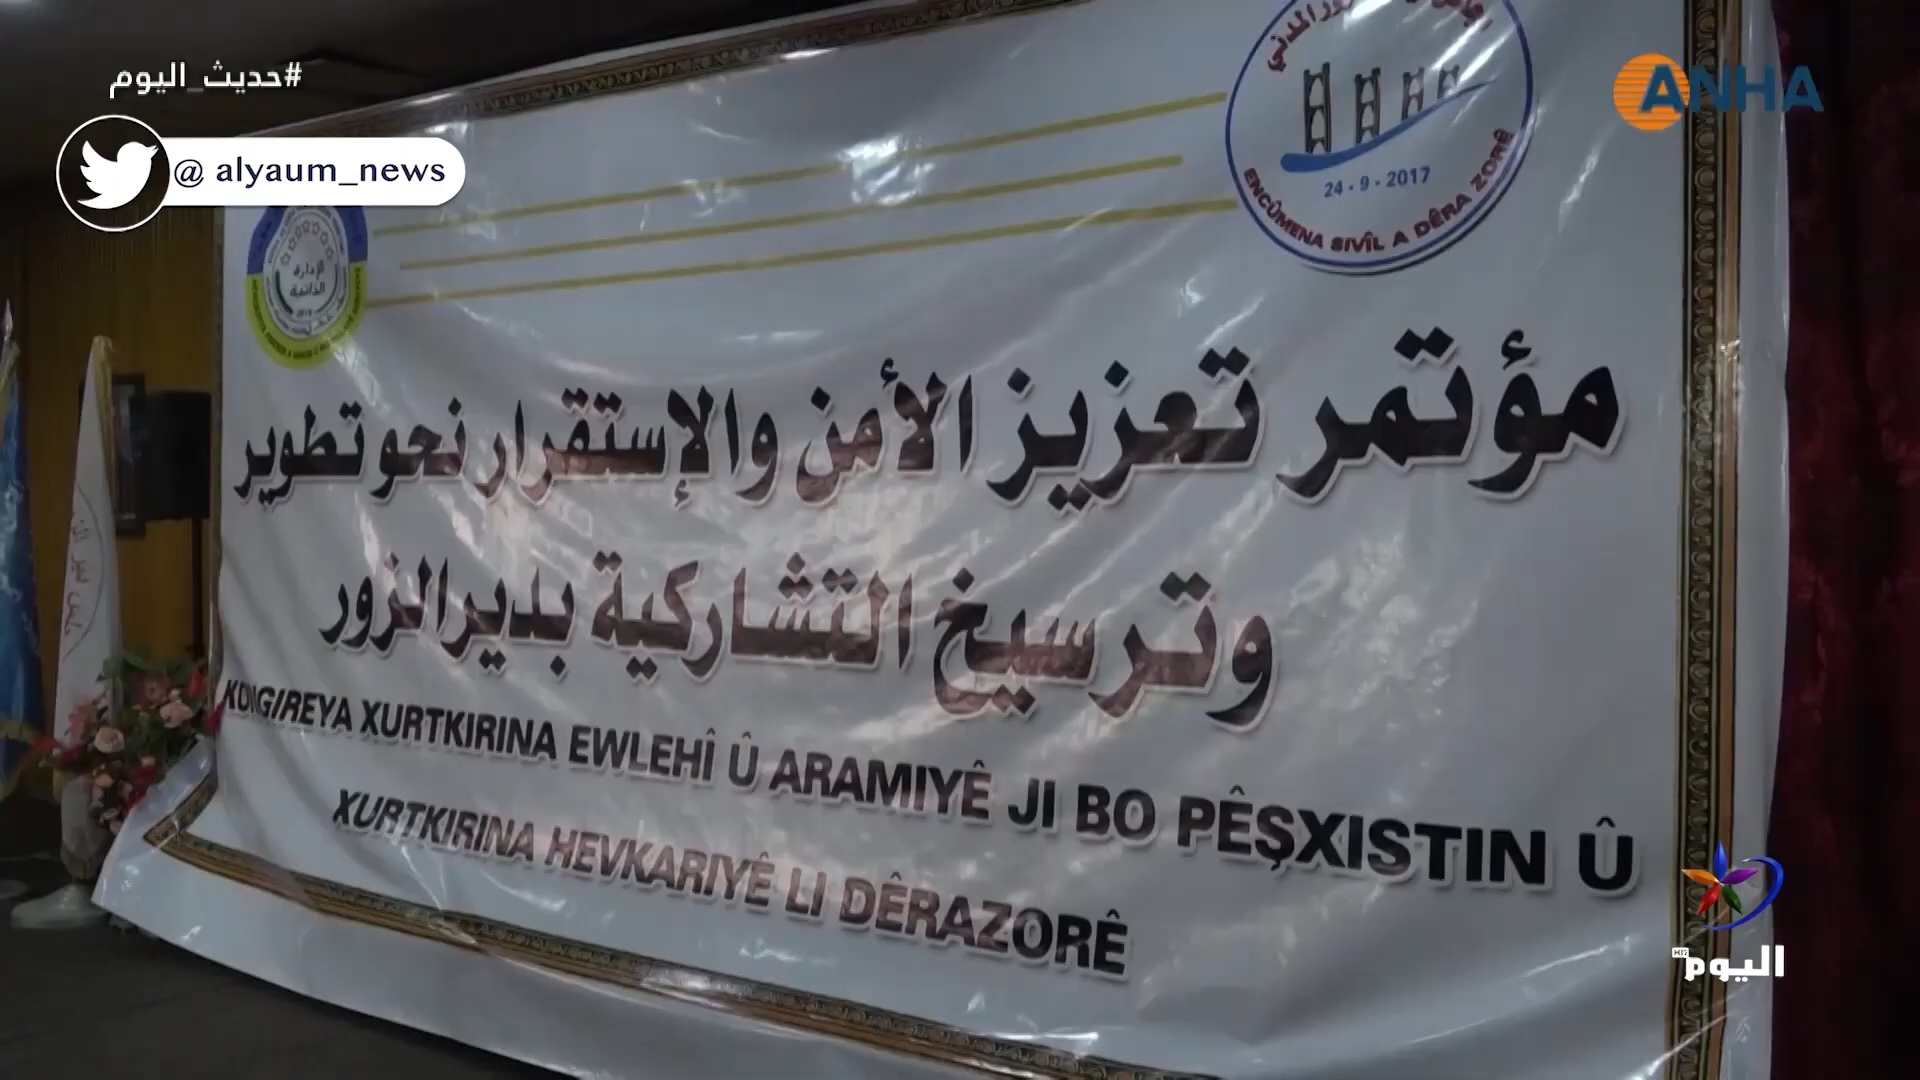 #حديث_اليوم
@ alyaum_news
ANHA
المدني
24 - 9 - 2017
ENCÛMENA SIVÎL A DÊRA ZORÊ
الإدارة
الذاتية
مؤتمر تعزيز الأمن والإستقرار نحو تطوير
وترسيخ التشاركية بديرالزور
KONGIREYA XURTKIRINA EWLEHÎ Û ARAMIYÊ JI BO PÊŞXISTIN Û
XURTKIRINA HEVKARIYÊ LI DÊRAZORÊ
اليوم